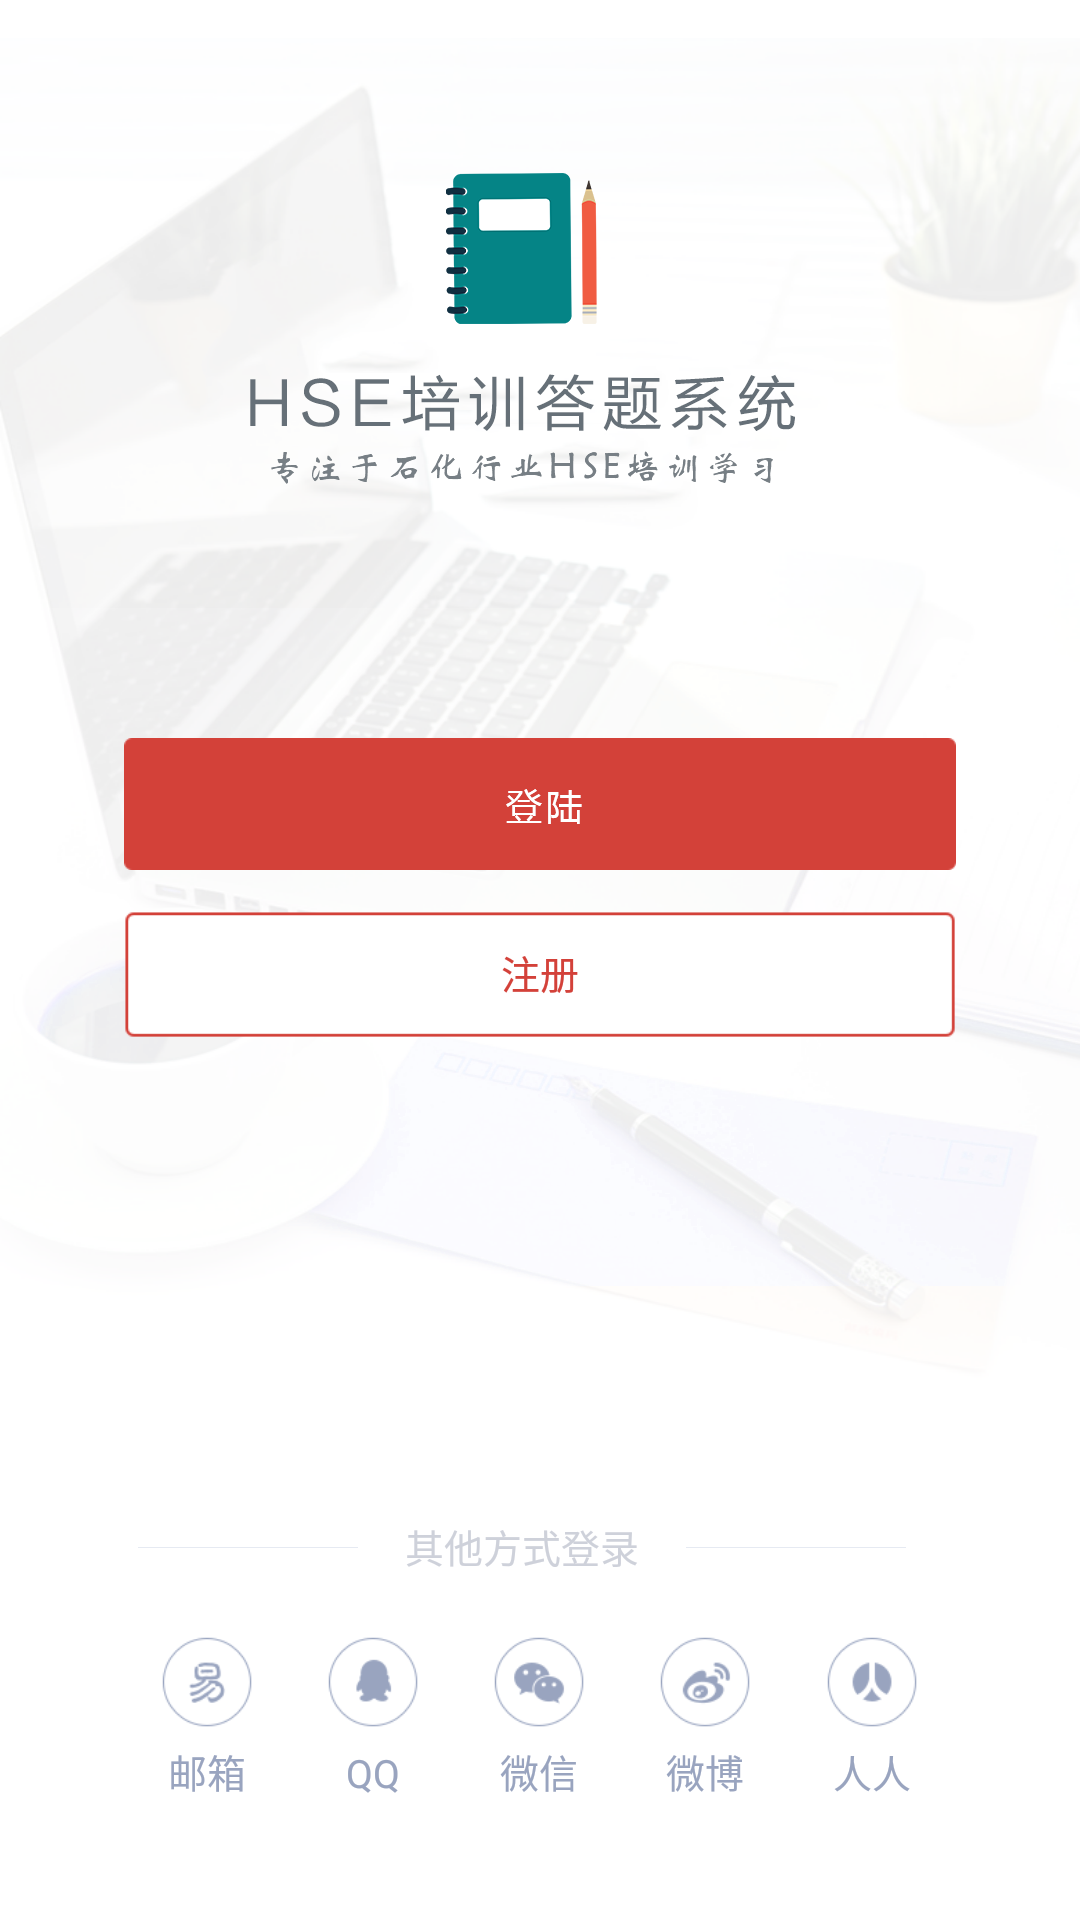 HSE培训答题系统
专注于石化行业HSE培训学习
登陆
注册
其他方式登录
易
邮箱
QQ
微信
微博
人人